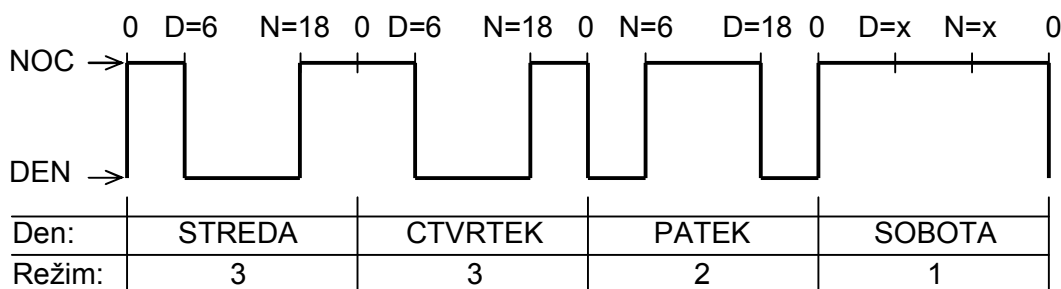 0 D=6 N=18 0 D=6 N=18 0 N=6 D=18 0 D=x N=x 0
NOC
DEN
Den: STREDA CTVRTEK PATEK SOBOTA
Režim: 3 3 2 1